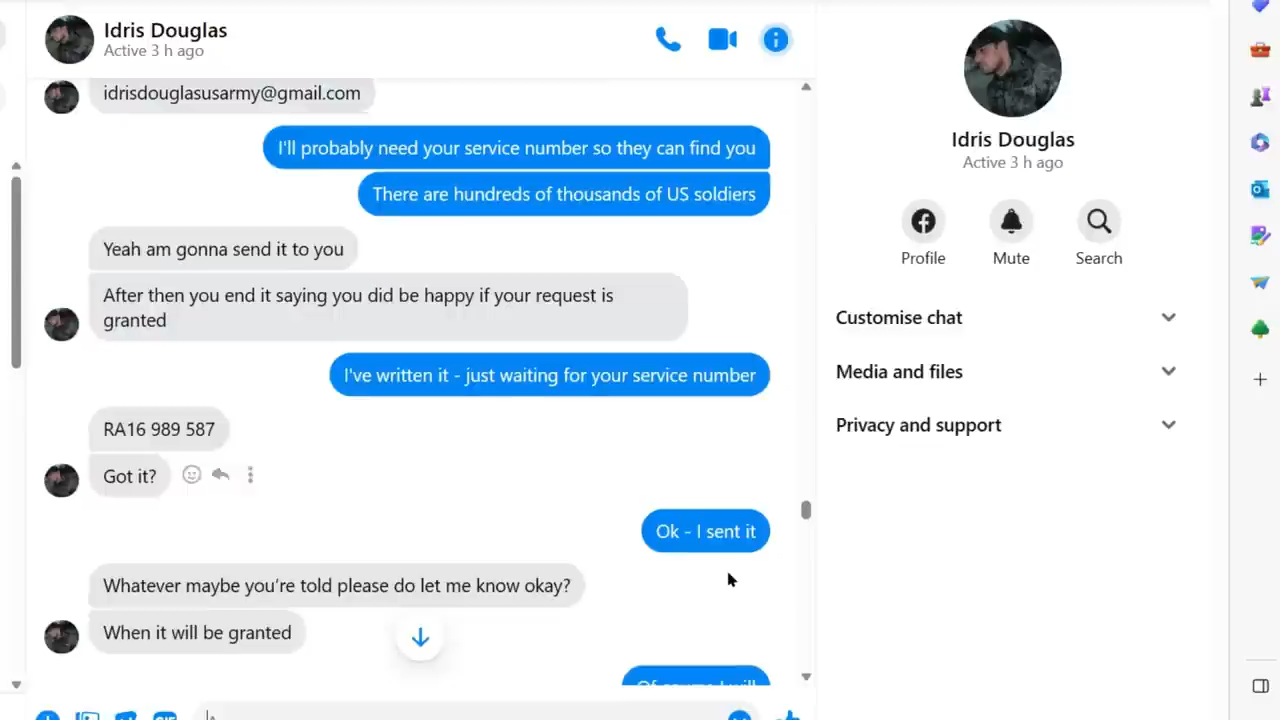 Idris Douglas
Active 3 h ago
idrisdouglasusarmy@gmail.com
I'll probably need your service number so they can find you
There are hundreds of thousands of US soldiers
Yeah am gonna send it to you
After then you end it saying you did be happy if your request is
granted
I've written it - just waiting for your service number
RA16 989 587
Got it?
Ok - I sent it
Whatever maybe you're told please do let me know okay?
When it will be granted
Of course I will
Idris Douglas
Active 3 h ago
Profile
Mute
Search
Customise chat
Media and files
Privacy and support